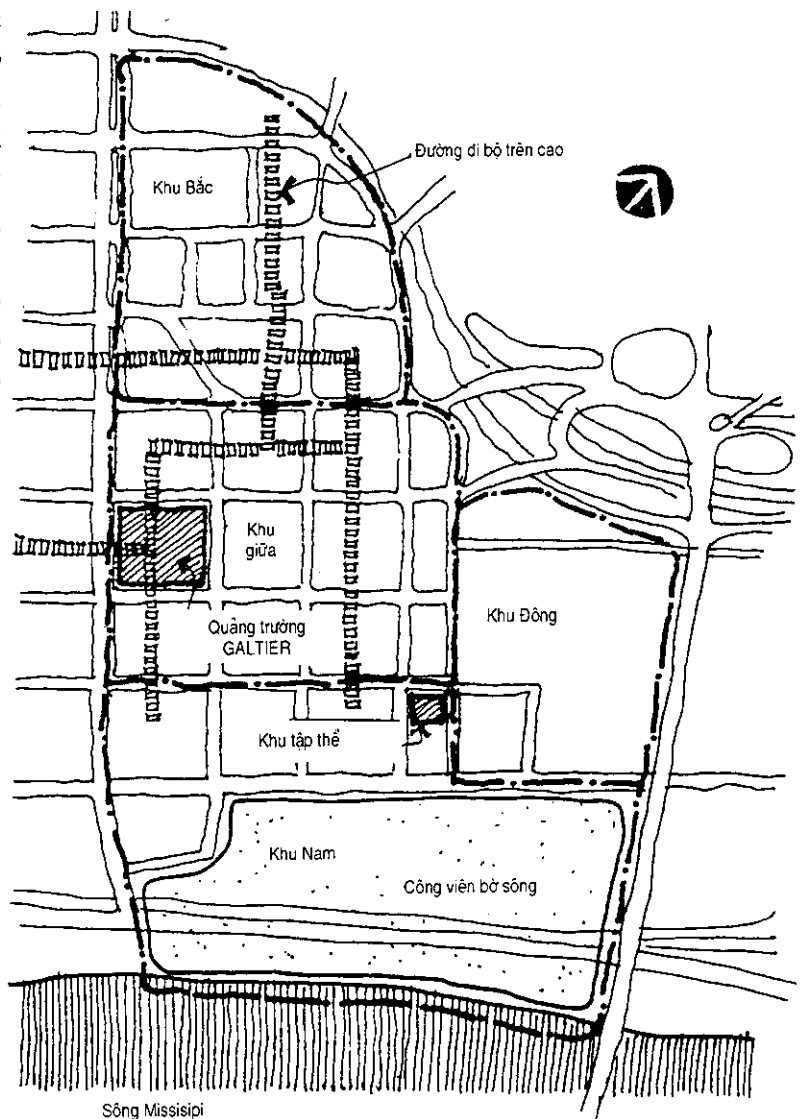 Đường đi bộ trên cao
Khu Bắc
Khu
giữa
Khu Đông
Quảng trường
GALTIER
Khu tập thể
Khu Nam
Công viên bờ sông
Sông Missisipi